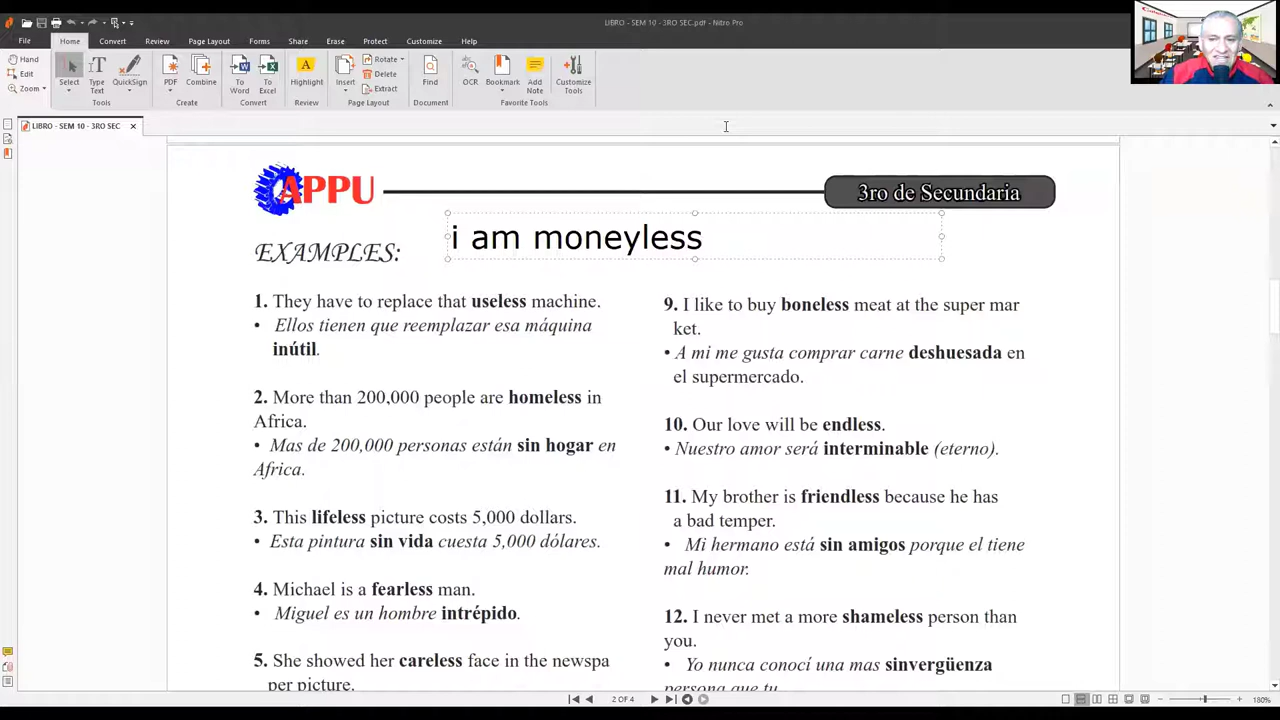 LIBRO - SEM 10 - 3RO SEC.pdf - Nitro Pro
File Home Convert Review Page Layout Forms Share Erase Protect Customize Help
Hand
Edit
Zoom
Select
Type Text
QuickSign
Tools
PDF
Combine
Create
To Word
To Excel
Convert
Highlight
Review
Insert
Rotate
Delete
Extract
Page Layout
Find
Document
OCR
Bookmark
Add Note
Customize Tools
Favorite Tools
LIBRO - SEM 10 - 3RO SEC
APPU
3ro de Secundaria
i am moneyless
EXAMPLES:
1. They have to replace that useless machine.
• Ellos tienen que reemplazar esa máquina
inútil.
2. More than 200,000 people are homeless in
Africa.
• Mas de 200,000 personas están sin hogar en
Africa.
3. This lifeless picture costs 5,000 dollars.
• Esta pintura sin vida cuesta 5,000 dólares.
4. Michael is a fearless man.
• Miguel es un hombre intrépido.
5. She showed her careless face in the newspa
per picture.
9. I like to buy boneless meat at the super mar
ket.
• A mi me gusta comprar carne deshuesada en
el supermercado.
10. Our love will be endless.
• Nuestro amor será interminable (eterno).
11. My brother is friendless because he has
a bad temper.
• Mi hermano está sin amigos porque el tiene
mal humor.
12. I never met a more shameless person than
you.
• Yo nunca conocí una mas sinvergüenza
persona que tu
2 OF 4
180%